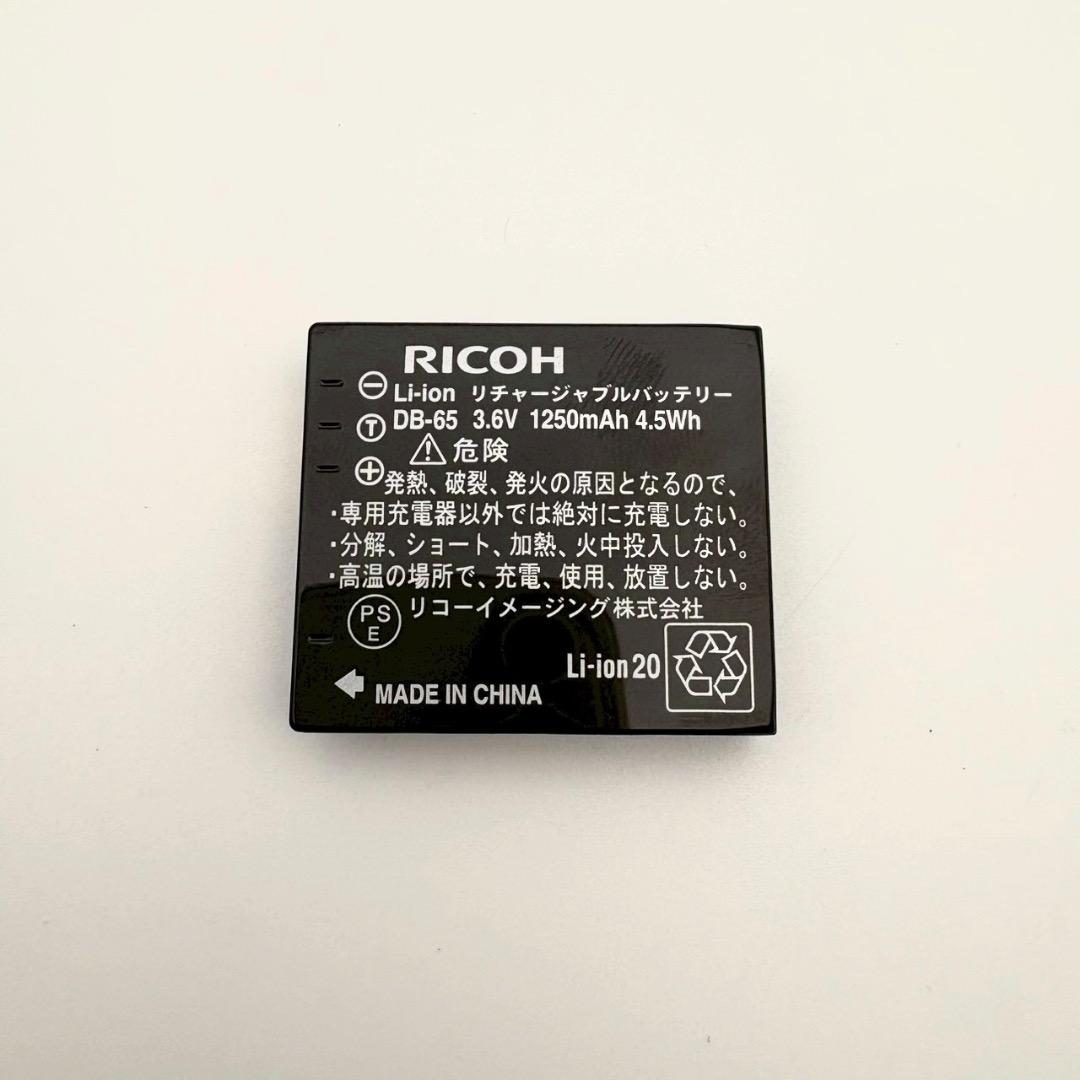 RICOH
⊖ Li-ion リチャージャブルバッテリー
Ⓣ DB-65 3.6V 1250mAh 4.5Wh
⚠危険
⊕ 発熱、破裂、発火の原因となるので、
・専用充電器以外では絶対に充電しない。
・分解、ショート、加熱、火中投入しない。
・高温の場所で、充電、使用、放置しない。
PS
E
リコーイメージング株式会社
Li-ion 20
MADE IN CHINA